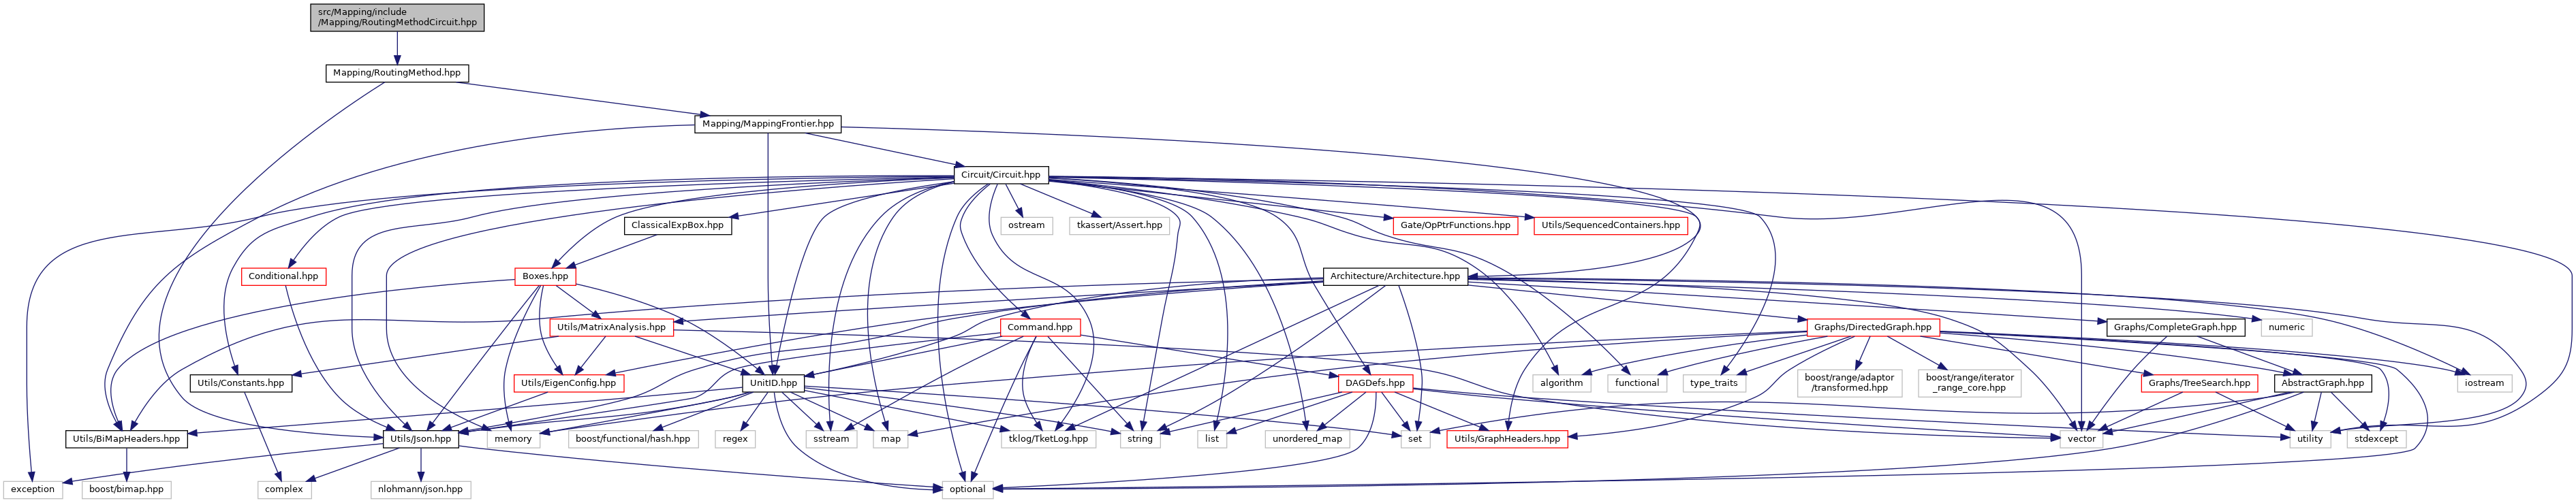 src/Mapping/include
/Mapping/RoutingMethodCircuit.hpp
Mapping/RoutingMethod.hpp
Mapping/MappingFrontier.hpp
Circuit/Circuit.hpp
ClassicalExpBox.hpp
ostream
tkassert/Assert.hpp
Gate/OpPtrFunctions.hpp
Utils/SequencedContainers.hpp
Conditional.hpp
Boxes.hpp
Architecture/Architecture.hpp
Utils/MatrixAnalysis.hpp
Command.hpp
Graphs/DirectedGraph.hpp
Graphs/CompleteGraph.hpp
numeric
Utils/Constants.hpp
Utils/EigenConfig.hpp
UnitID.hpp
DAGDefs.hpp
algorithm
functional
type_traits
boost/range/adaptor
/transformed.hpp
boost/range/iterator
_range_core.hpp
Graphs/TreeSearch.hpp
AbstractGraph.hpp
iostream
Utils/BiMapHeaders.hpp
Utils/Json.hpp
memory
boost/functional/hash.hpp
regex
sstream
map
tklog/TketLog.hpp
string
list
unordered_map
set
Utils/GraphHeaders.hpp
vector
utility
stdexcept
exception
boost/bimap.hpp
complex
nlohmann/json.hpp
optional